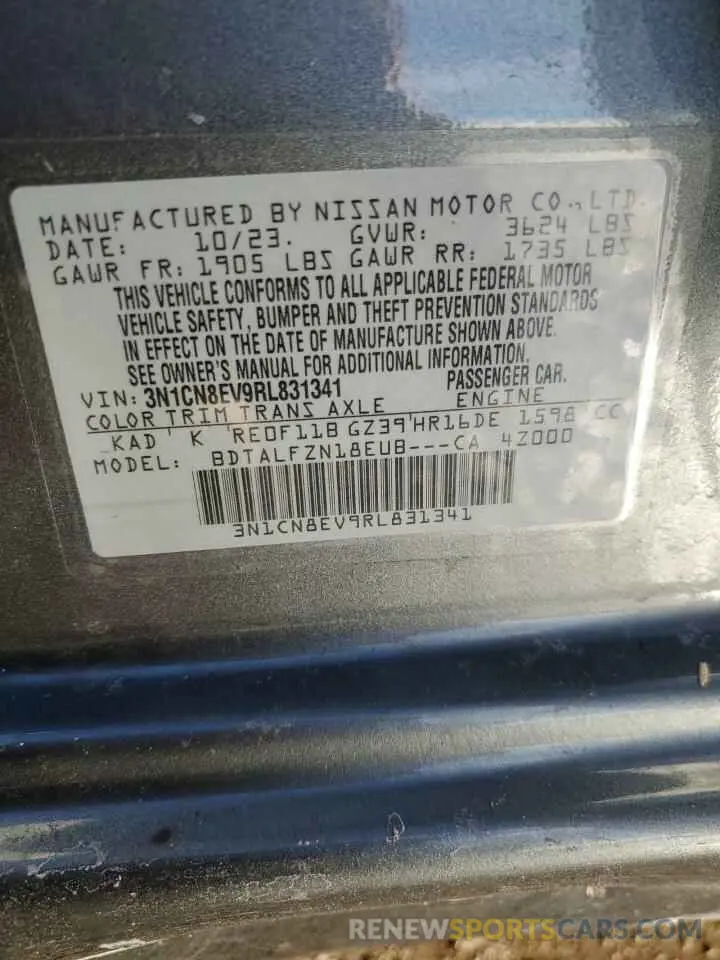 MANUFACTURED BY NISSAN MOTOR CO., LTD.
DATE: 10/23. GVWR: 3624 LBS
GAWR FR: 1905 LBS GAWR RR: 1735 LBS
THIS VEHICLE CONFORMS TO ALL APPLICABLE FEDERAL MOTOR
VEHICLE SAFETY, BUMPER AND THEFT PREVENTION STANDARDS
IN EFFECT ON THE DATE OF MANUFACTURE SHOWN ABOVE.
SEE OWNER'S MANUAL FOR ADDITIONAL INFORMATION.
VIN: 3N1CN8EV9RL831341 PASSENGER CAR.
COLOR TRIM TRANS AXLE ENGINE
KAD K RE0F11B GZ39 HR16DE 1598 CC
MODEL: BDTALFZN18EUB---CA 4Z000
3N1CN8EV9RL831341
RENEWSPORTSCARS.COM